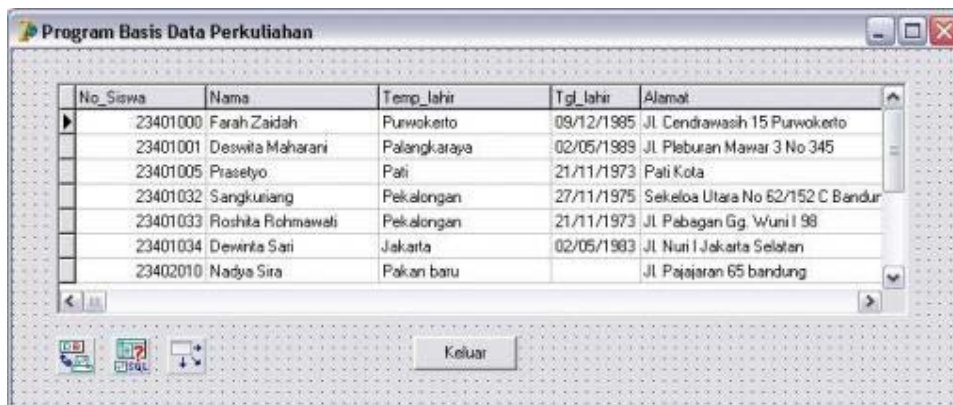 Program Basis Data Perkuliahan
No_Siswa Nama Temp_lahir Tgl_lahir Alamat
23401000 Farah Zaidah Purwokerto 09/12/1985 Jl. Cendrawasih 15 Purwokerto
23401001 Deswita Maharani Palangkaraya 02/05/1989 Jl. Pleburan Mawar 3 No 345
23401005 Prasetyo Pati 21/11/1973 Pati Kota
23401032 Sangkuriang Pekalongan 27/11/1975 Sekeloa Utara No 62/152 C Bandur
23401033 Roshita Rohmawati Pekalongan 21/11/1973 Jl. Pabagan Gg. Wuni I 98
23401034 Dewinta Sari Jakarta 02/05/1983 Jl. Nuri I Jakarta Selatan
23402010 Nadya Sira Pakan baru Jl. Pajajaran 65 bandung
SQL
Keluar